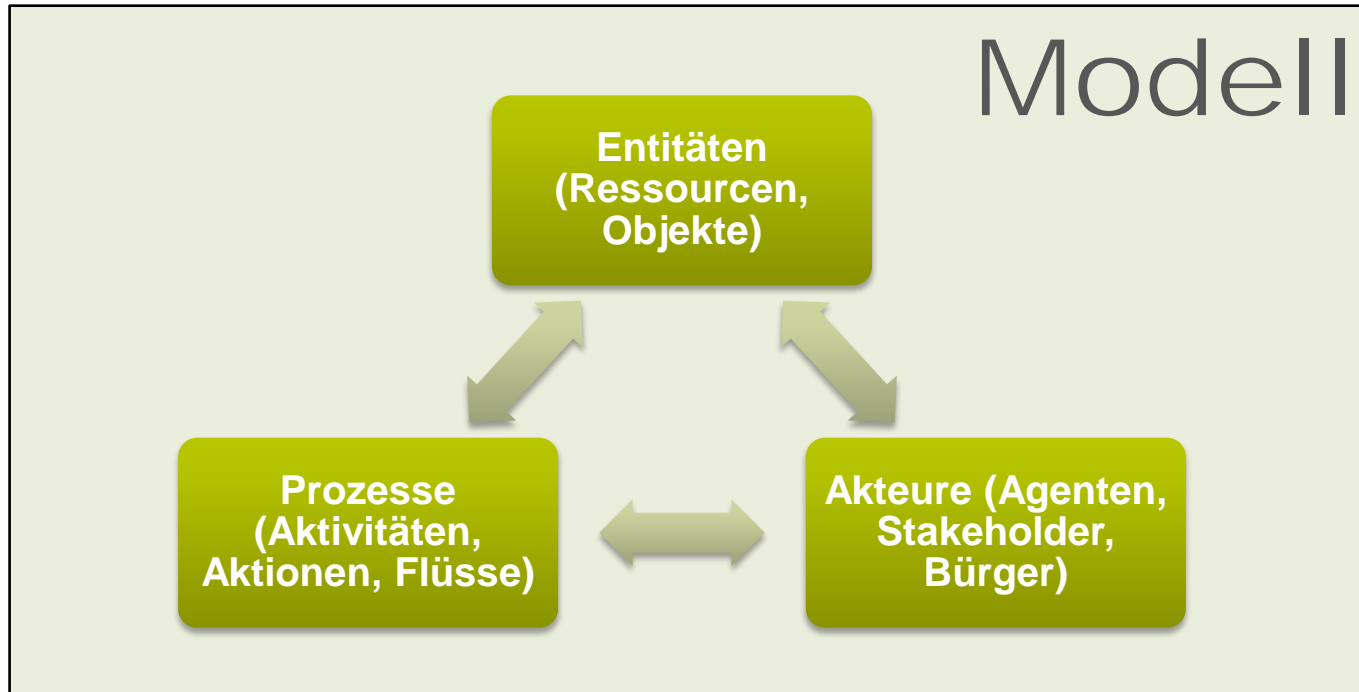 Modell
Entitäten
(Ressourcen,
Objekte)
Prozesse
(Aktivitäten,
Aktionen, Flüsse)
Akteure (Agenten,
Stakeholder,
Bürger)